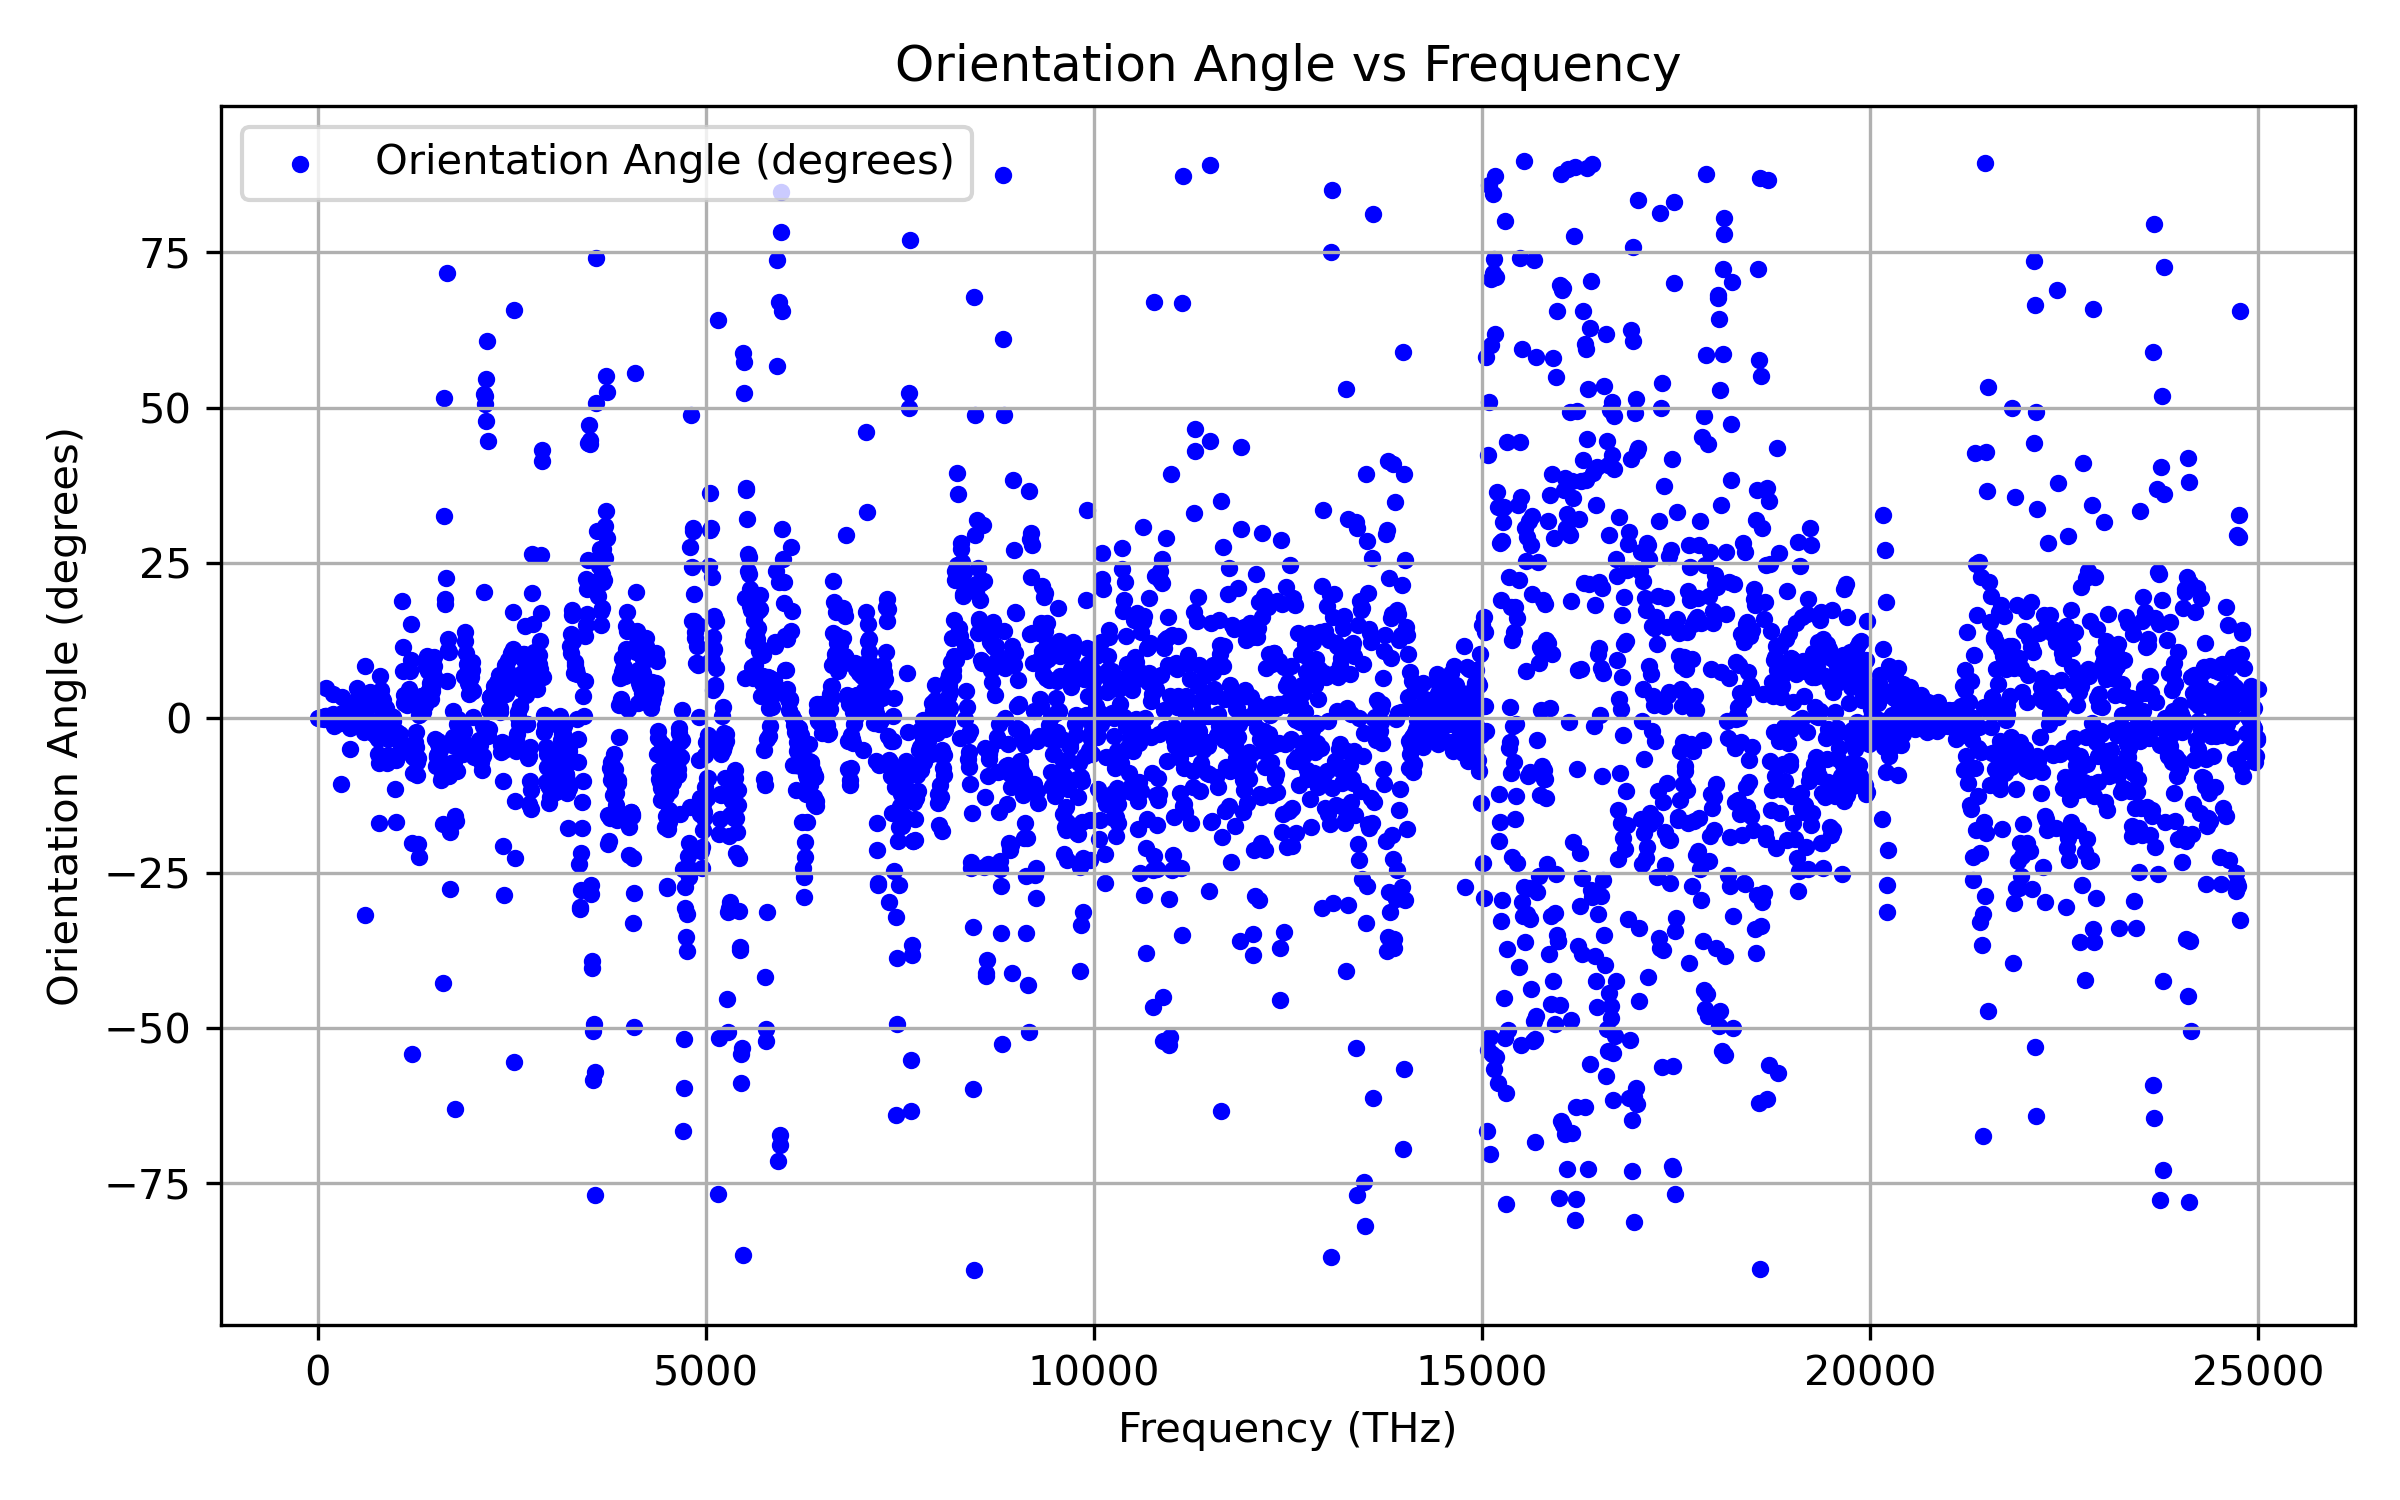 Orientation Angle vs Frequency
Orientation Angle (degrees)
Orientation Angle (degrees)
75
50
25
0
−25
−50
−75
0 5000 10000 15000 20000 25000
Frequency (THz)